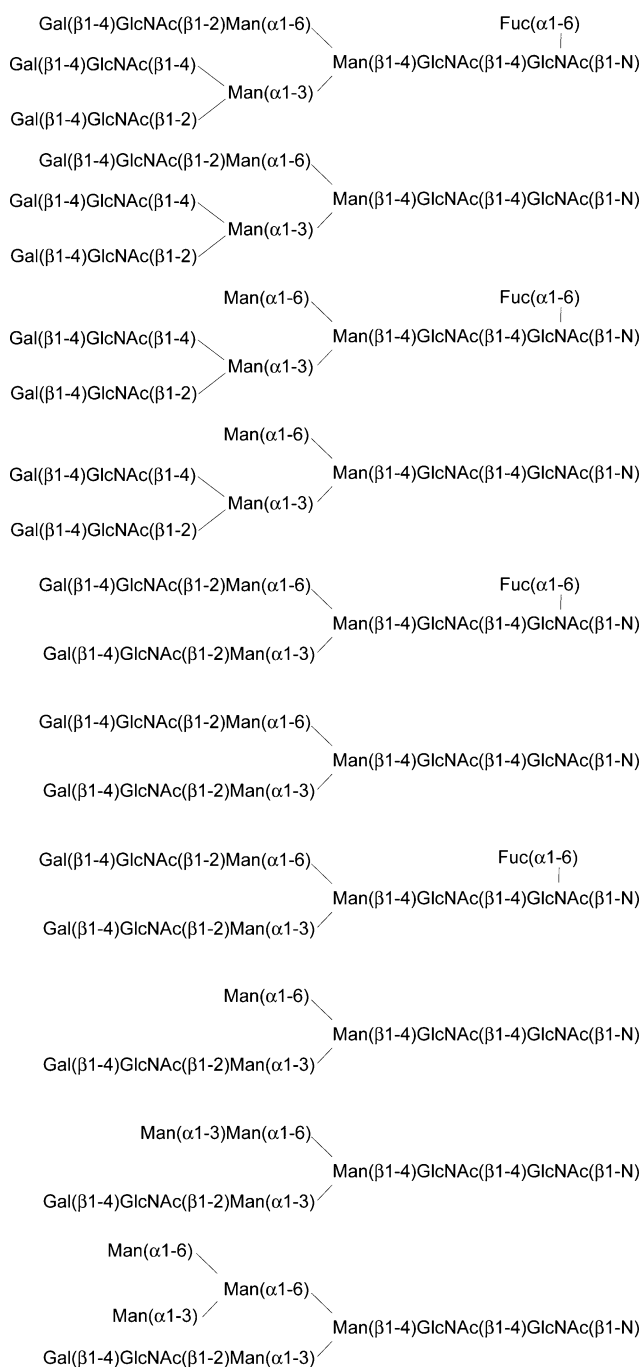 Gal(β1-4)GlcNAc(β1-2)Man(α1-6) Fuc(α1-6)
Gal(β1-4)GlcNAc(β1-4) Man(β1-4)GlcNAc(β1-4)GlcNAc(β1-N)
Man(α1-3)
Gal(β1-4)GlcNAc(β1-2)
Gal(β1-4)GlcNAc(β1-2)Man(α1-6)
Gal(β1-4)GlcNAc(β1-4) Man(β1-4)GlcNAc(β1-4)GlcNAc(β1-N)
Man(α1-3)
Gal(β1-4)GlcNAc(β1-2)
Man(α1-6) Fuc(α1-6)
Gal(β1-4)GlcNAc(β1-4) Man(β1-4)GlcNAc(β1-4)GlcNAc(β1-N)
Man(α1-3)
Gal(β1-4)GlcNAc(β1-2)
Man(α1-6)
Gal(β1-4)GlcNAc(β1-4) Man(β1-4)GlcNAc(β1-4)GlcNAc(β1-N)
Man(α1-3)
Gal(β1-4)GlcNAc(β1-2)
Gal(β1-4)GlcNAc(β1-2)Man(α1-6) Fuc(α1-6)
Man(β1-4)GlcNAc(β1-4)GlcNAc(β1-N)
Gal(β1-4)GlcNAc(β1-2)Man(α1-3)
Gal(β1-4)GlcNAc(β1-2)Man(α1-6)
Man(β1-4)GlcNAc(β1-4)GlcNAc(β1-N)
Gal(β1-4)GlcNAc(β1-2)Man(α1-3)
Gal(β1-4)GlcNAc(β1-2)Man(α1-6) Fuc(α1-6)
Man(β1-4)GlcNAc(β1-4)GlcNAc(β1-N)
Gal(β1-4)GlcNAc(β1-2)Man(α1-3)
Man(α1-6)
Man(β1-4)GlcNAc(β1-4)GlcNAc(β1-N)
Gal(β1-4)GlcNAc(β1-2)Man(α1-3)
Man(α1-3)Man(α1-6)
Man(β1-4)GlcNAc(β1-4)GlcNAc(β1-N)
Gal(β1-4)GlcNAc(β1-2)Man(α1-3)
Man(α1-6)
Man(α1-6)
Man(α1-3)
Man(β1-4)GlcNAc(β1-4)GlcNAc(β1-N)
Gal(β1-4)GlcNAc(β1-2)Man(α1-3)